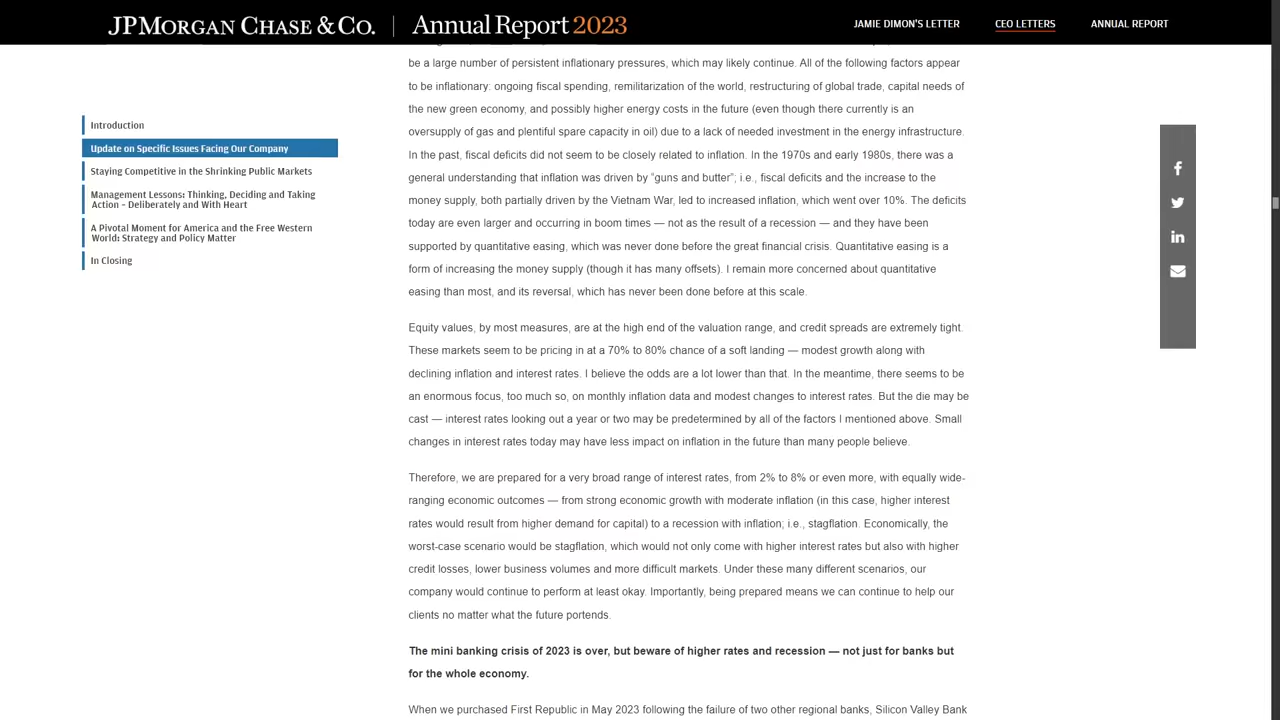 JPMORGAN CHASE & CO.
Annual Report 2023
JAMIE DIMON'S LETTER
CEO LETTERS
ANNUAL REPORT
Introduction
Update on Specific Issues Facing Our Company
Staying Competitive in the Shrinking Public Markets
Management Lessons: Thinking, Deciding and Taking
Action – Deliberately and With Heart
A Pivotal Moment for America and the Free Western
World: Strategy and Policy Matter
In Closing
be a large number of persistent inflationary pressures, which may likely continue. All of the following factors appear
to be inflationary: ongoing fiscal spending, remilitarization of the world, restructuring of global trade, capital needs of
the new green economy, and possibly higher energy costs in the future (even though there currently is an
oversupply of gas and plentiful spare capacity in oil) due to a lack of needed investment in the energy infrastructure.
In the past, fiscal deficits did not seem to be closely related to inflation. In the 1970s and early 1980s, there was a
general understanding that inflation was driven by “guns and butter”; i.e., fiscal deficits and the increase to the
money supply, both partially driven by the Vietnam War, led to increased inflation, which went over 10%. The deficits
today are even larger and occurring in boom times — not as the result of a recession — and they have been
supported by quantitative easing, which was never done before the great financial crisis. Quantitative easing is a
form of increasing the money supply (though it has many offsets). I remain more concerned about quantitative
easing than most, and its reversal, which has never been done before at this scale.
Equity values, by most measures, are at the high end of the valuation range, and credit spreads are extremely tight.
These markets seem to be pricing in at a 70% to 80% chance of a soft landing — modest growth along with
declining inflation and interest rates. I believe the odds are a lot lower than that. In the meantime, there seems to be
an enormous focus, too much so, on monthly inflation data and modest changes to interest rates. But the die may be
cast — interest rates looking out a year or two may be predetermined by all of the factors I mentioned above. Small
changes in interest rates today may have less impact on inflation in the future than many people believe.
Therefore, we are prepared for a very broad range of interest rates, from 2% to 8% or even more, with equally wide-
ranging economic outcomes — from strong economic growth with moderate inflation (in this case, higher interest
rates would result from higher demand for capital) to a recession with inflation; i.e., stagflation. Economically, the
worst-case scenario would be stagflation, which would not only come with higher interest rates but also with higher
credit losses, lower business volumes and more difficult markets. Under these many different scenarios, our
company would continue to perform at least okay. Importantly, being prepared means we can continue to help our
clients no matter what the future portends.
The mini banking crisis of 2023 is over, but beware of higher rates and recession — not just for banks but
for the whole economy.
When we purchased First Republic in May 2023 following the failure of two other regional banks, Silicon Valley Bank